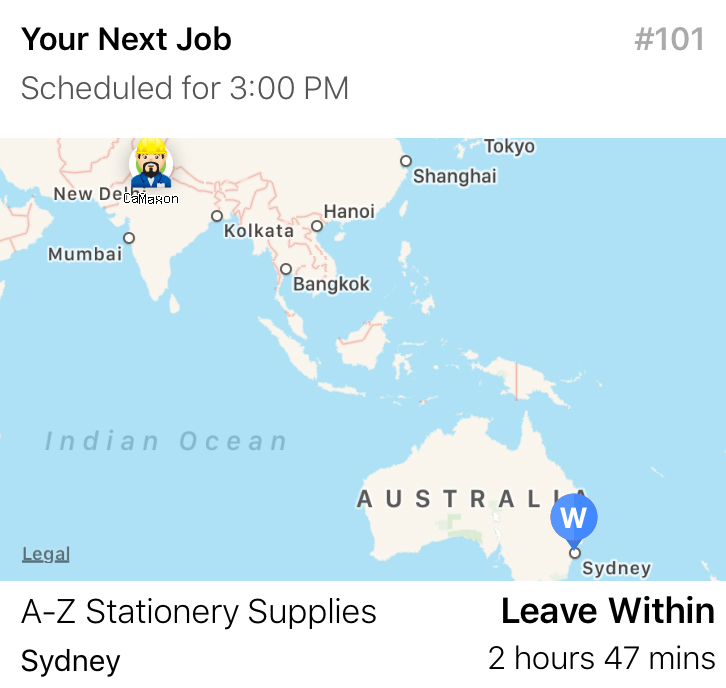 Your Next Job
#101
Scheduled for 3:00 PM
Tokyo
Shanghai
New Delhi
CaMaxon
Hanoi
Kolkata
Mumbai
Bangkok
Indian Ocean
AUSTRALIA
W
Legal
Sydney
A-Z Stationery Supplies
Leave Within
Sydney
2 hours 47 mins